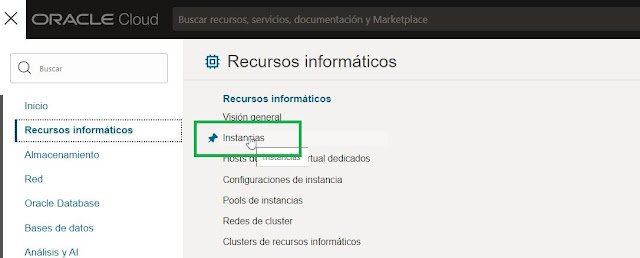 ORACLE Cloud
Buscar recursos, servicios, documentación y Marketplace
Buscar
Inicio
Recursos informáticos
Almacenamiento
Red
Oracle Database
Bases de datos
Análisis y AI
Recursos informáticos
Recursos informáticos
Visión general
Instancias
Hosts de rtual dedicados
Instancias
Configuraciones de instancia
Pools de instancias
Redes de cluster
Clusters de recursos informáticos